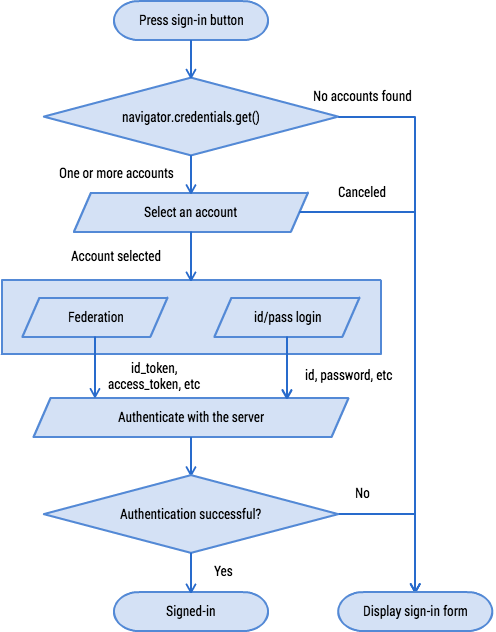 Press sign-in button
No accounts found
navigator.credentials.get()
One or more accounts
Canceled
Select an account
Account selected
Federation
id/pass login
id_token,
access_token, etc
id, password, etc
Authenticate with the server
No
Authentication successful?
Yes
Signed-in
Display sign-in form